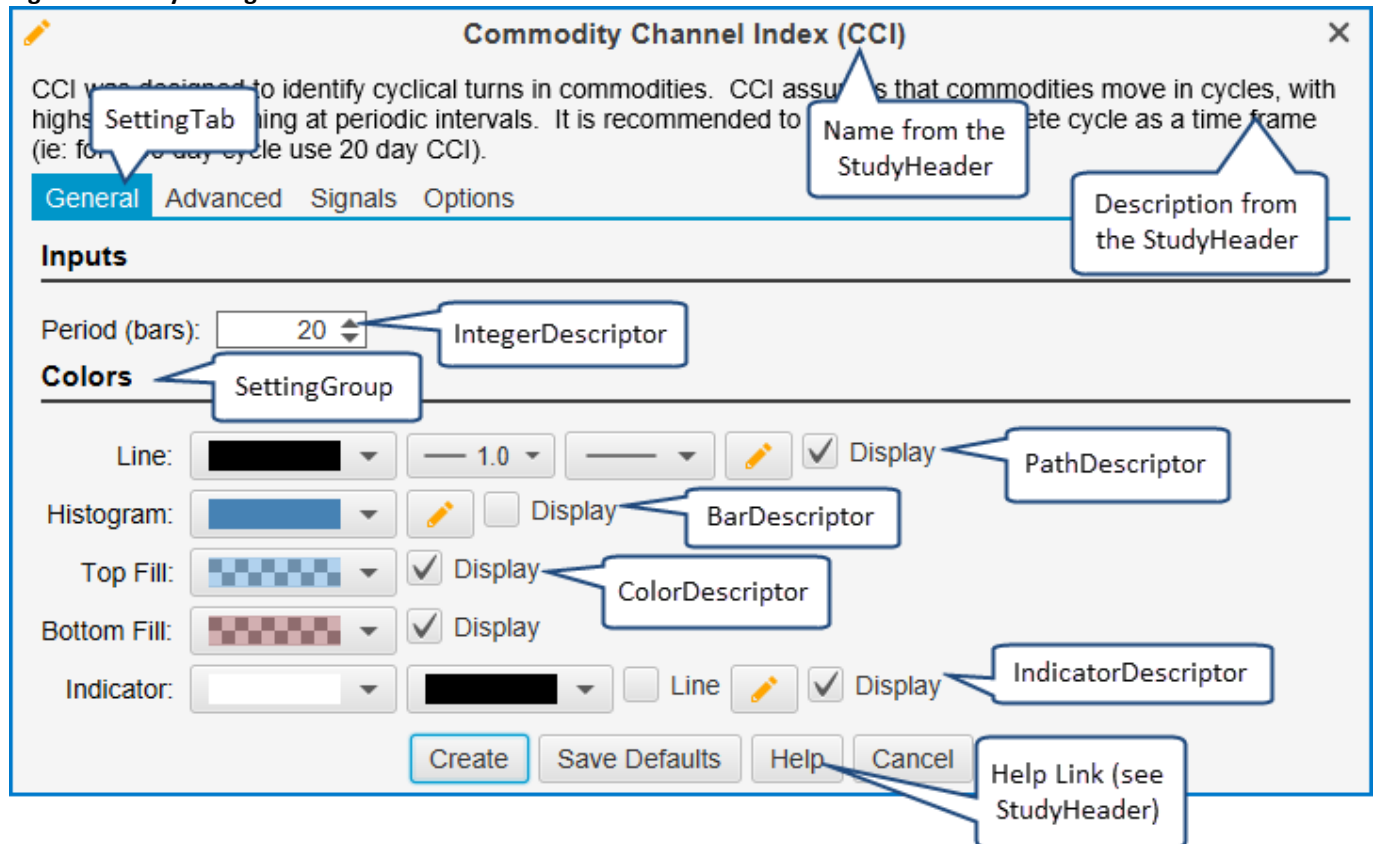 Commodity Channel Index (CCI)
CCI was designed to identify cyclical turns in commodities. CCI assumes that commodities move in cycles, with
highs ning at periodic intervals. It is recommended to ete cycle as a time frame
(ie: for day cycle use 20 day CCI).
SettingTab
Name from the
StudyHeader
Description from
the StudyHeader
General Advanced Signals Options
Inputs
Period (bars): 20
IntegerDescriptor
Colors
SettingGroup
Line: 1.0 Display
PathDescriptor
Histogram: Display
BarDescriptor
Top Fill: Display
ColorDescriptor
Bottom Fill: Display
Indicator: Line Display
IndicatorDescriptor
Create Save Defaults Help Cancel
Help Link (see
StudyHeader)